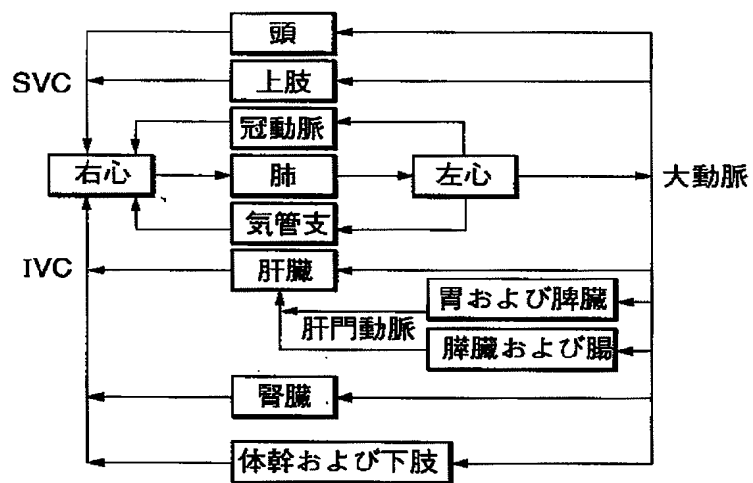 頭
SVC
上肢
冠動脈
右心
肺
左心
大動脈
気管支
IVC
肝臓
胃および脾臓
肝門動脈
膵臓および腸
腎臓
体幹および下肢